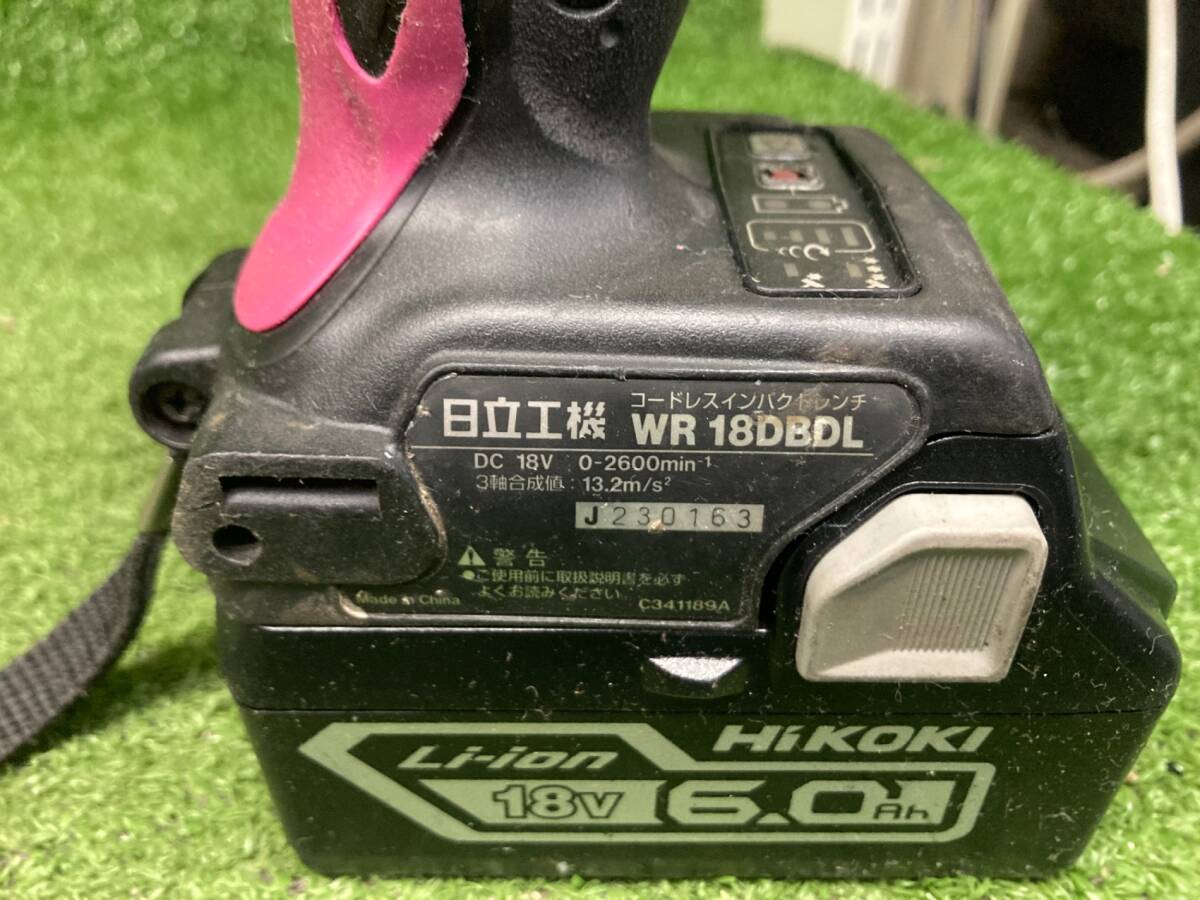 日立工機
コードレスインパクトレンチ
WR 18DBDL
DC 18V 0-2600min⁻¹
3軸合成値: 13.2m/s²
J230163
警告
●ご使用前に取扱説明書を必ず
よくお読みください
Made in China
C341189A
HiKOKI
Li-ion
18V 6.0Ah